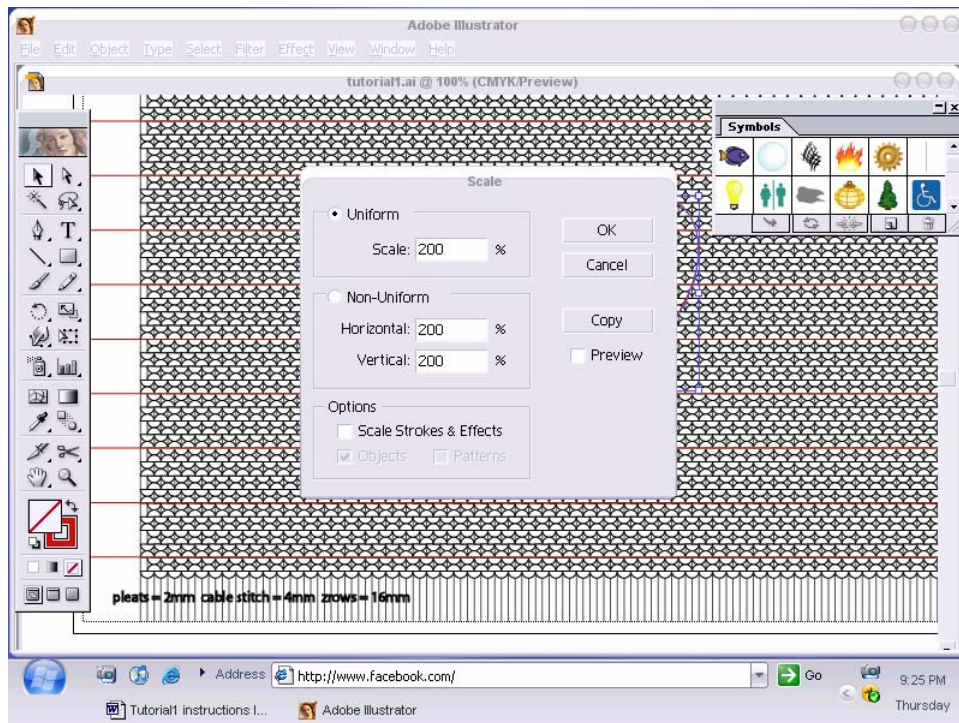 Adobe Illustrator
File Edit Object Type Select Filter Effect View Window Help
tutorial1.ai @ 100% (CMYK/Preview)
Symbols
Scale
Uniform
Scale: 200 %
OK
Cancel
Non-Uniform
Horizontal: 200 %
Vertical: 200 %
Copy
Preview
Options
Scale Strokes & Effects
Objects Patterns
pleats = 2mm cable stitch = 4mm zrows = 16mm
Address http://www.facebook.com/ Go
9:25 PM
Thursday
Tutorial1 instructions I... Adobe Illustrator